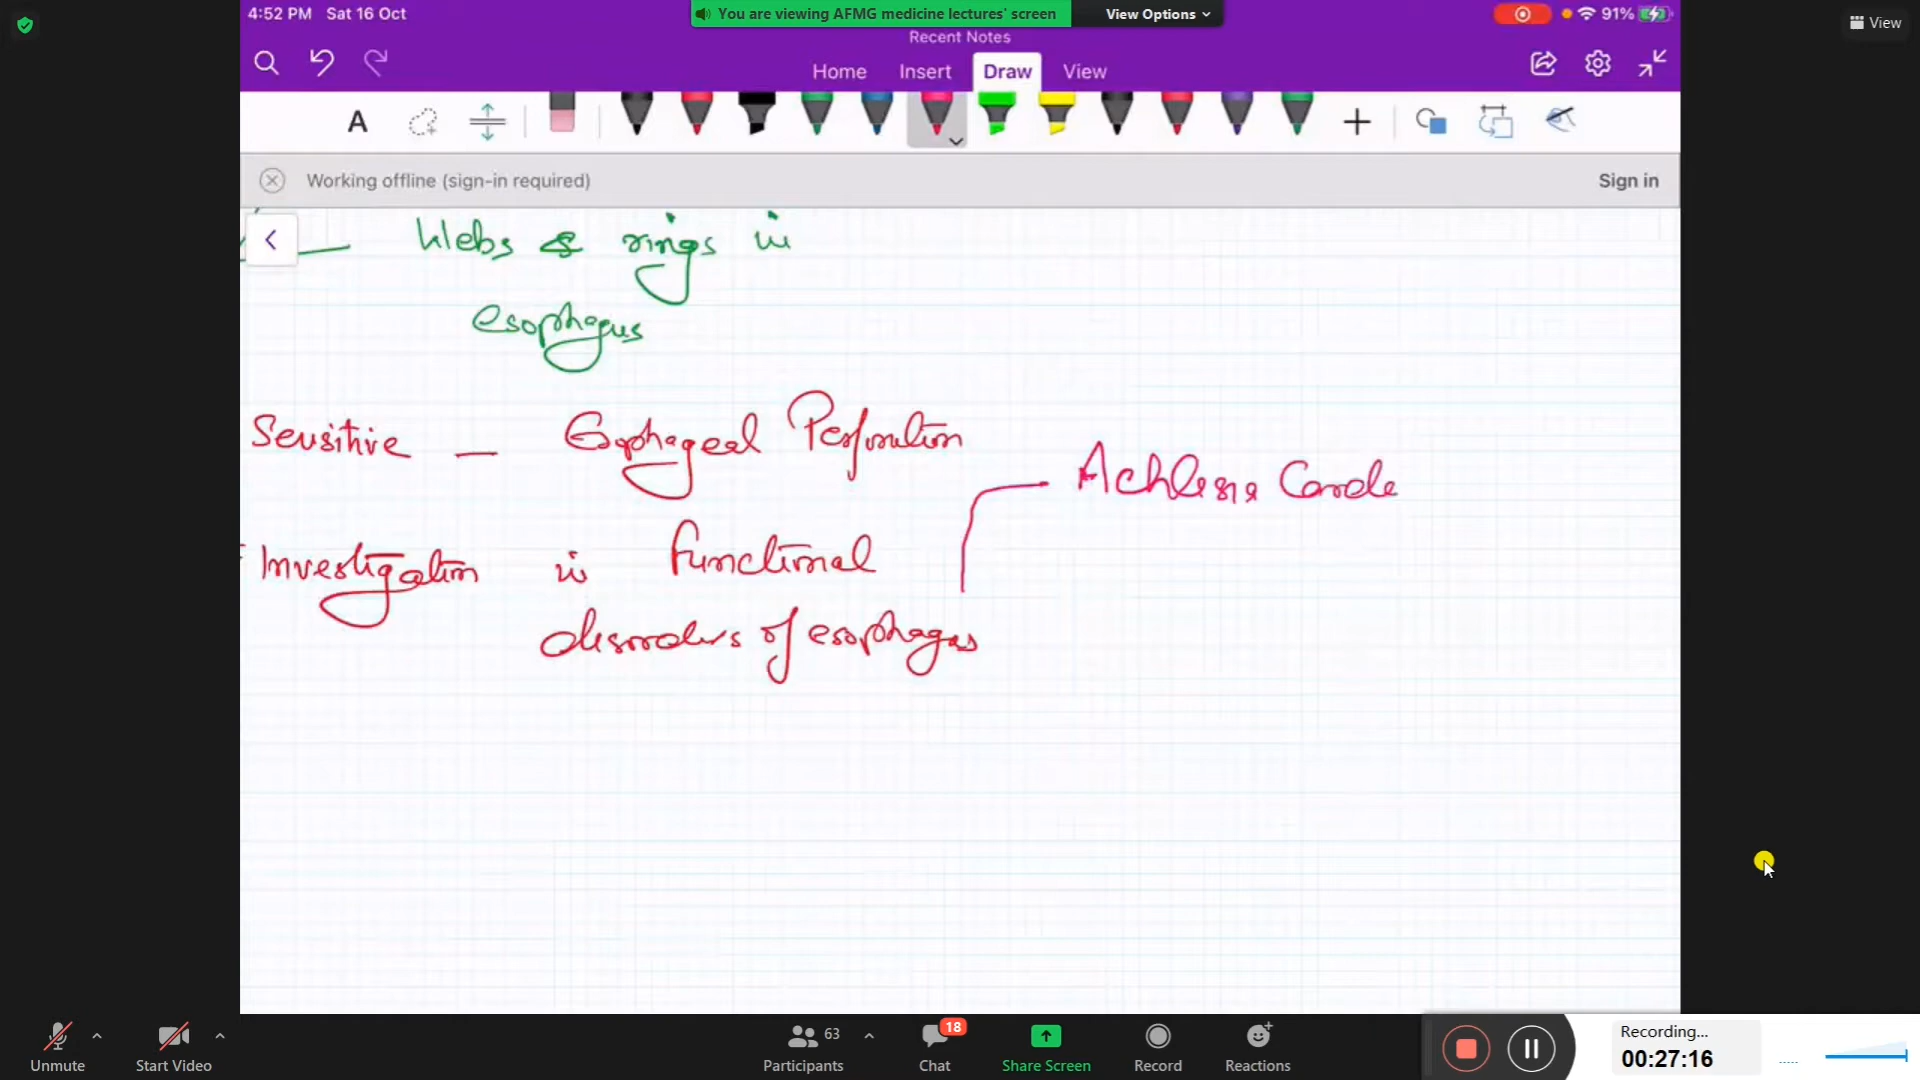 4:52 PM Sat 16 Oct
You are viewing AFMG medicine lectures' screen
View Options
91%
View
Recent Notes
Home Insert Draw View
A
Working offline (sign-in required)
Sign in
Webs & rings in
esophagus
Sensitive — Esophageal Perforation
Achlesia Carde
Investigation in functional
disorders of esophagus
Unmute
Start Video
63
Participants
18
Chat
Share Screen
Record
Reactions
Recording...
00:27:16